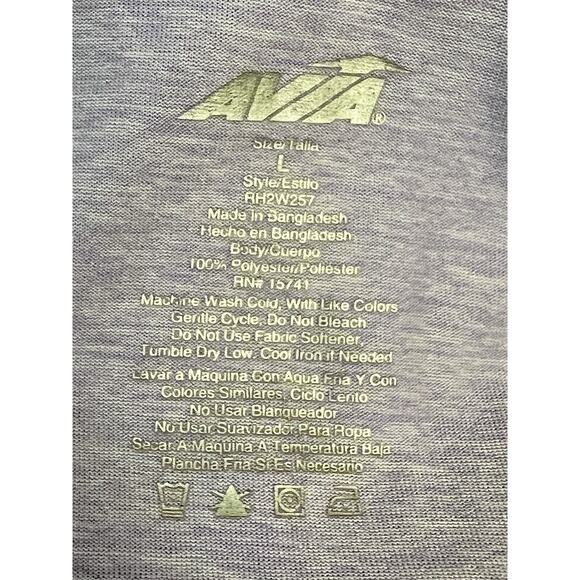 AVIA®
Size/Talla
L
Style/Estilo
RH2W257
Made in Bangladesh
Hecho en Bangladesh
Body/Cuerpo
100% Polyester/Poliester
RN# 15741
Machine Wash Cold, With Like Colors
Gentle Cycle, Do Not Bleach
Do Not Use Fabric Softener,
Tumble Dry Low. Cool Iron if Needed
Lavar a Maquina Con Agua Fria Y Con
Colores Similares, Ciclo Lento
No Usar Blanqueador
No Usar Suavizador Para Ropa
Secar A Maquina A Temperatura Baja
Plancha Fria Si Es Necesario